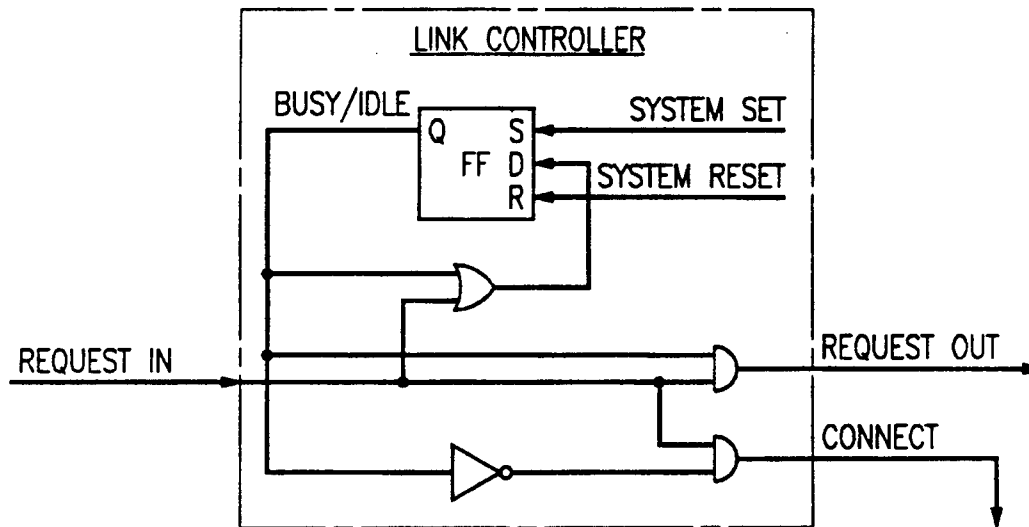 LINK CONTROLLER
BUSY/IDLE
Q S
FF D
R
SYSTEM SET
SYSTEM RESET
REQUEST IN
REQUEST OUT
CONNECT